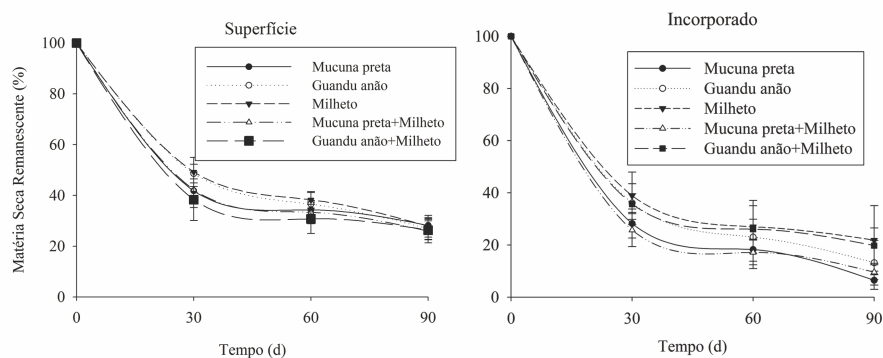 Superfície
Matéria Seca Remanescente (%)
100
80
60
40
20
0
Mucuna preta
Guandu anão
Milheto
Mucuna preta+Milheto
Guandu anão+Milheto
0 30 60 90
Tempo (d)
Incorporado
100
80
60
40
20
0
Mucuna preta
Guandu anão
Milheto
Mucuna preta+Milheto
Guandu anão+Milheto
0 30 60 90
Tempo (d)